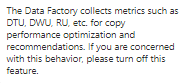 The Data Factory collects metrics such as
DTU, DWU, RU, etc. for copy
performance optimization and
recommendations. If you are concerned
with this behavior, please turn off this
feature.